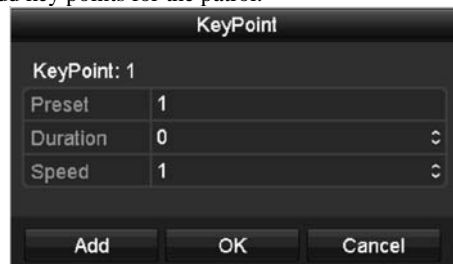 KeyPoint
KeyPoint: 1
Preset 1
Duration 0
Speed 1
Add OK Cancel